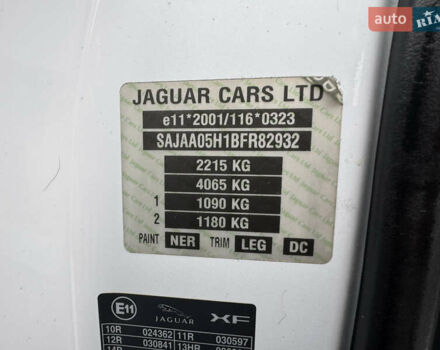 auto RIA
JAGUAR CARS LTD
e11*2001/116*0323
SAJAA05H1BFR82932
2215 KG
4065 KG
1 1090 KG
2 1180 KG
PAINT NER TRIM LEG DC
E11 JAGUAR XF
10R 024362 11R 030597
12R 030841 13HR